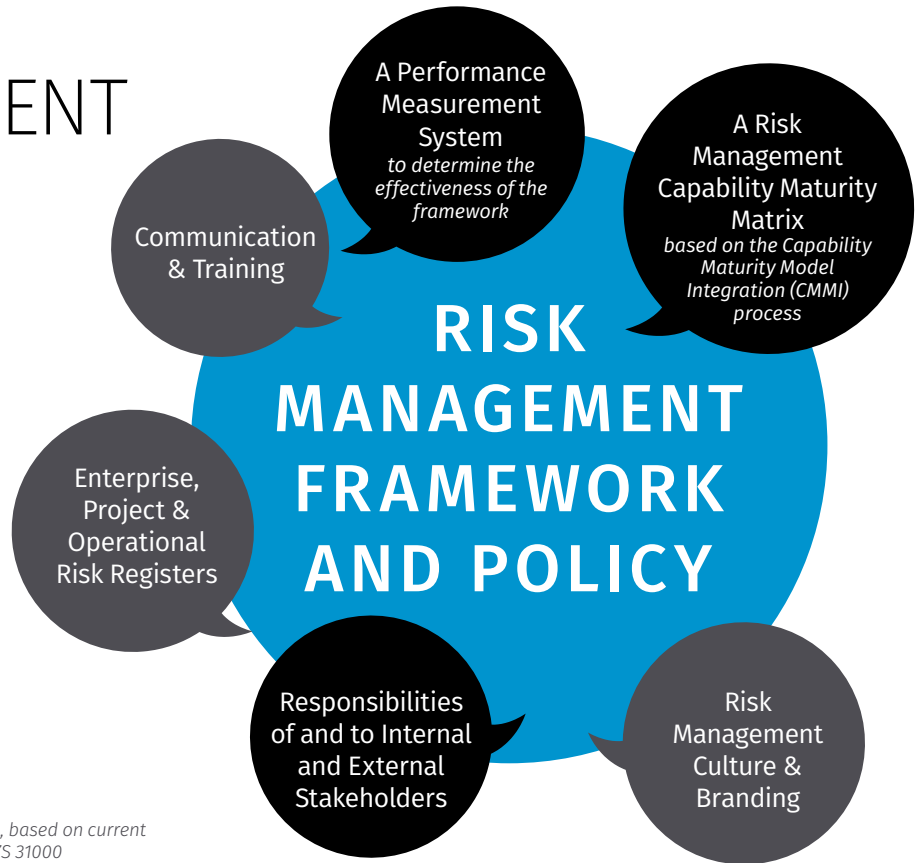 ENT
A Performance
Measurement
System
to determine the
effectiveness of the
framework
A Risk
Management
Capability Maturity
Matrix
based on the Capability
Maturity Model
Integration (CMMI)
process
Communication
& Training
RISK
MANAGEMENT
FRAMEWORK
AND POLICY
Enterprise,
Project &
Operational
Risk Registers
Responsibilities
of and to Internal
and External
Stakeholders
Risk
Management
Culture &
Branding
, based on current
S 31000